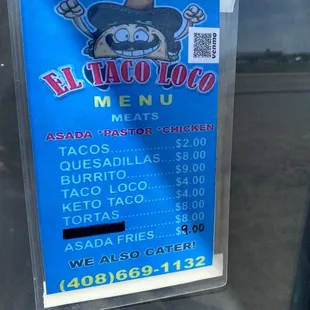 venmo
EL TACO LOCO
MENU
MEATS
ASADA *PASTOR *CHICKEN
TACOS............$2.00
QUESADILLAS....$8.00
BURRITO..........$9.00
TACO LOCO......$4.00
KETO TACO.......$4.00
TORTAS............$8.00
$8.00
ASADA FRIES.....$9.00
WE ALSO CATER!
(408)669-1132